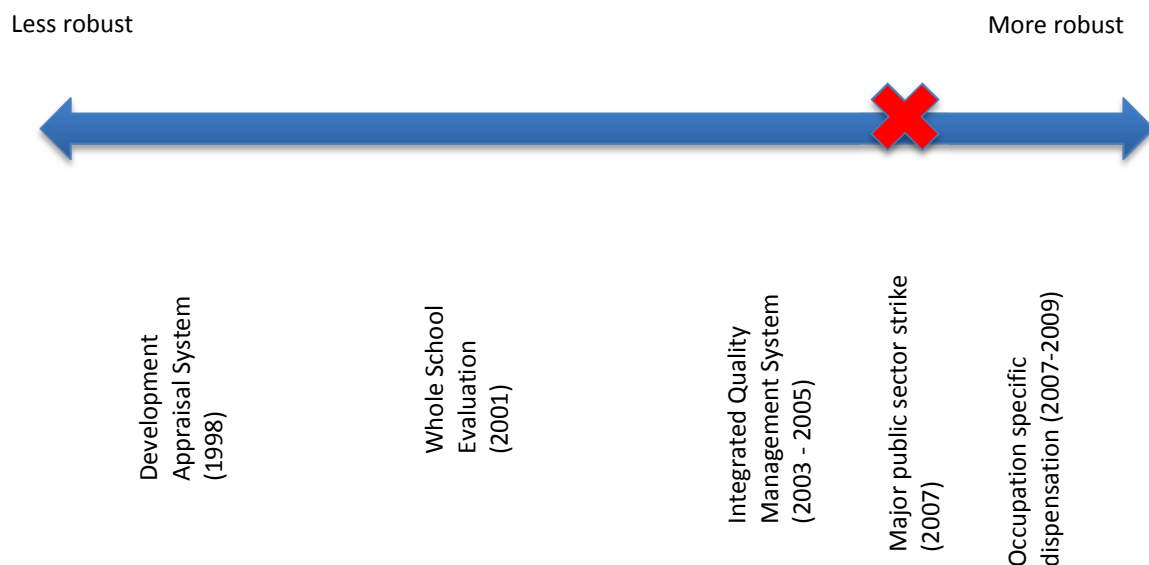 Less robust
More robust
Development
Appraisal System
(1998)
Whole School
Evaluation
(2001)
Integrated Quality
Management System
(2003 - 2005)
Major public sector strike
(2007)
Occupation specific
dispensation (2007-2009)